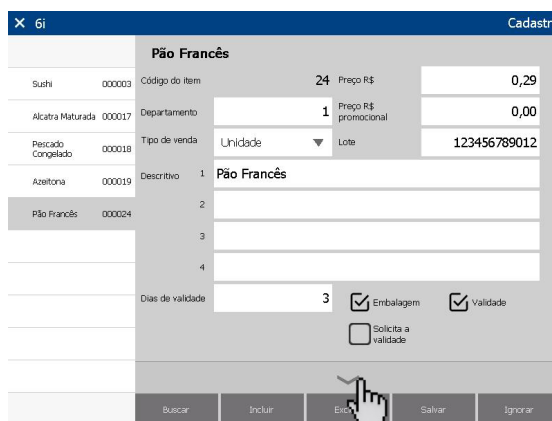 ✕ 6i Cadastr
Pão Francês
Sushi 000003 Código do item 24 Preço R$ 0,29
Alcatra Maturada 000017 Departamento 1 Preço R$ promocional 0,00
Pescado Congelado 000018 Tipo de venda Unidade Lote 123456789012
Azeitona 000019 Descritivo 1 Pão Francês
Pão Francês 000024 2
3
4
Dias de validade 3 Embalagem Validade
Solicita a validade
Buscar Incluir Salvar Ignorar